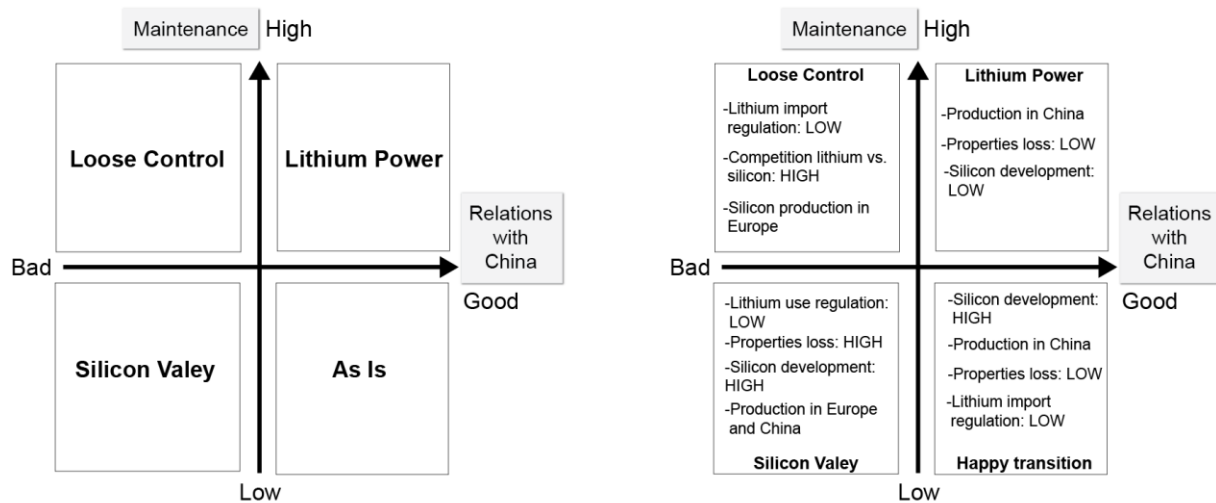 Maintenance
High
Loose Control
Lithium Power
Relations
with
China
Bad
Good
Silicon Valey
As Is
Low
Maintenance
High
Loose Control
-Lithium import
regulation: LOW
-Competition lithium vs.
silicon: HIGH
-Silicon production in
Europe
Lithium Power
-Production in China
-Properties loss: LOW
-Silicon development:
LOW
Relations
with
China
Bad
Good
-Lithium use regulation:
LOW
-Properties loss: HIGH
-Silicon development:
HIGH
-Production in Europe
and China
Silicon Valey
-Silicon development:
HIGH
-Production in China
-Properties loss: LOW
-Lithium import
regulation: LOW
Happy transition
Low